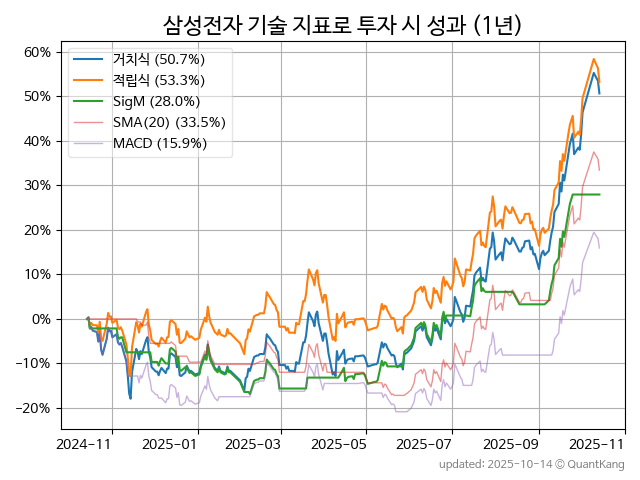 삼성전자 기술 지표로 투자 시 성과 (1년)
거치식 (50.7%)
적립식 (53.3%)
SigM (28.0%)
SMA(20) (33.5%)
MACD (15.9%)
60%
50%
40%
30%
20%
10%
0%
−10%
−20%
2024-11 2025-01 2025-03 2025-05 2025-07 2025-09 2025-11
updated: 2025-10-14 © QuantKang